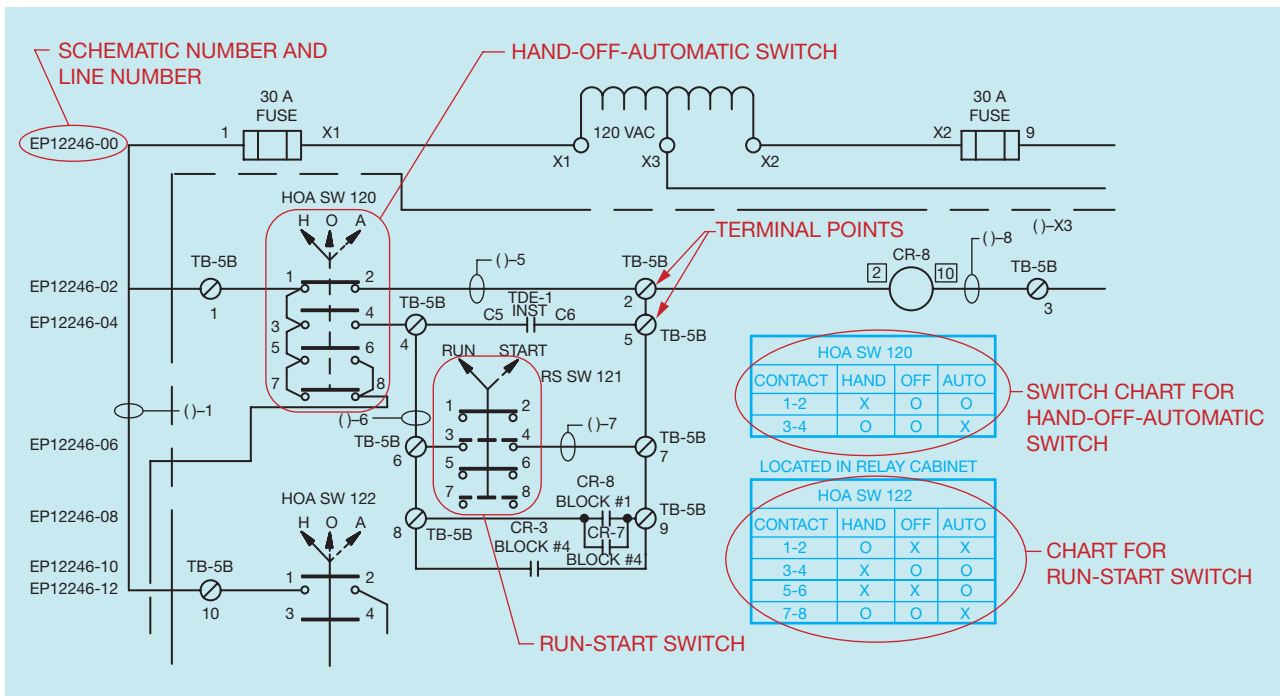 SCHEMATIC NUMBER AND
LINE NUMBER
HAND-OFF-AUTOMATIC SWITCH
30 A
FUSE
30 A
FUSE
EP12246-00
1
X1
120 VAC
X1
X3
X2
X2
9
HOA SW 120
H O A
( )–X3
TERMINAL POINTS
( )–5
( )–8
TB-5B
TB-5B
CR-8
TB-5B
EP12246-02
1
1
2
2
2
10
3
EP12246-04
3
4
TB-5B
4
TDE-1
INST
C5
C6
5
TB-5B
5
6
7
8
RUN
START
RS SW 121
( )–1
( )–6
1
2
( )–7
EP12246-06
TB-5B
6
3
4
TB-5B
7
5
6
7
8
HOA SW 120
CONTACT HAND OFF AUTO
1-2 X O O
3-4 O O X
SWITCH CHART FOR
HAND-OFF-AUTOMATIC
SWITCH
LOCATED IN RELAY CABINET
HOA SW 122
CONTACT HAND OFF AUTO
1-2 O X X
3-4 X O O
5-6 X X O
7-8 O O X
CHART FOR
RUN-START SWITCH
HOA SW 122
H O A
EP12246-08
8
TB-5B
CR-8
BLOCK #1
CR-7
BLOCK #4
TB-5B
9
CR-3
BLOCK #4
EP12246-10
EP12246-12
TB-5B
10
1
2
3
4
RUN-START SWITCH